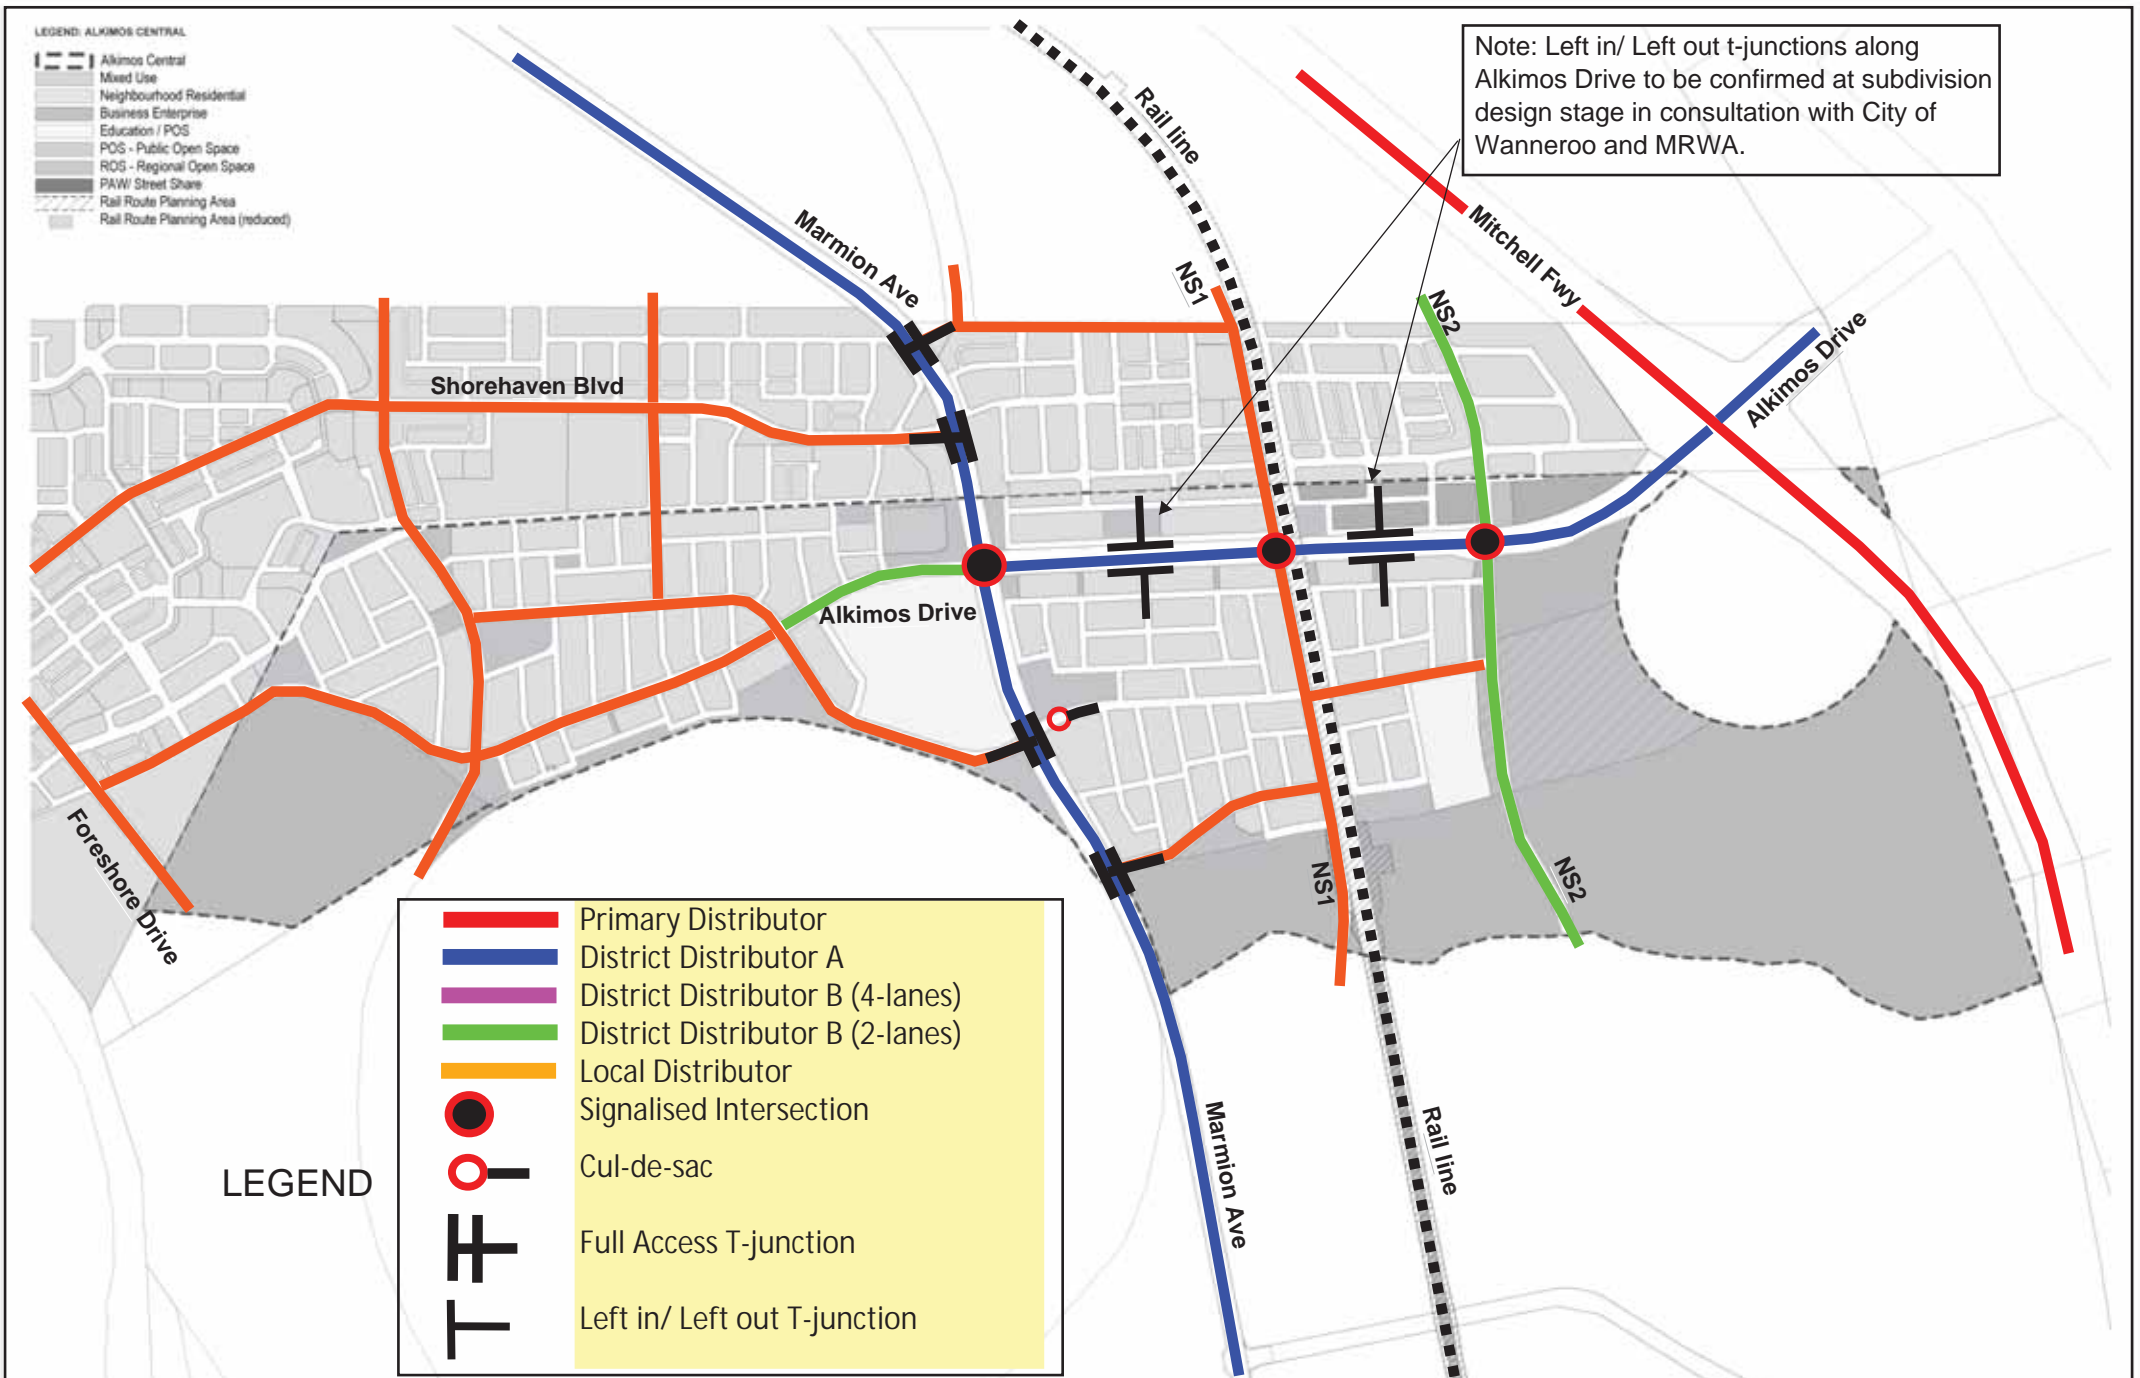 LEGEND: ALKIMOS CENTRAL
Alkimos Central
Mixed Use
Neighbourhood Residential
Business Enterprise
Education / POS
POS - Public Open Space
ROS - Regional Open Space
PAW/ Street Share
Rail Route Planning Area
Rail Route Planning Area (reduced)
Note: Left in/ Left out t-junctions along
Alkimos Drive to be confirmed at subdivision
design stage in consultation with City of
Wanneroo and MRWA.
Rail line
Marmion Ave
Mitchell Fwy
NS1
NS2
Alkimos Drive
Shorehaven Blvd
Alkimos Drive
Foreshore Drive
NS1
NS2
Primary Distributor
District Distributor A
District Distributor B (4-lanes)
District Distributor B (2-lanes)
Local Distributor
Signalised Intersection
Cul-de-sac
Full Access T-junction
Left in/ Left out T-junction
LEGEND
Marmion Ave
Rail line